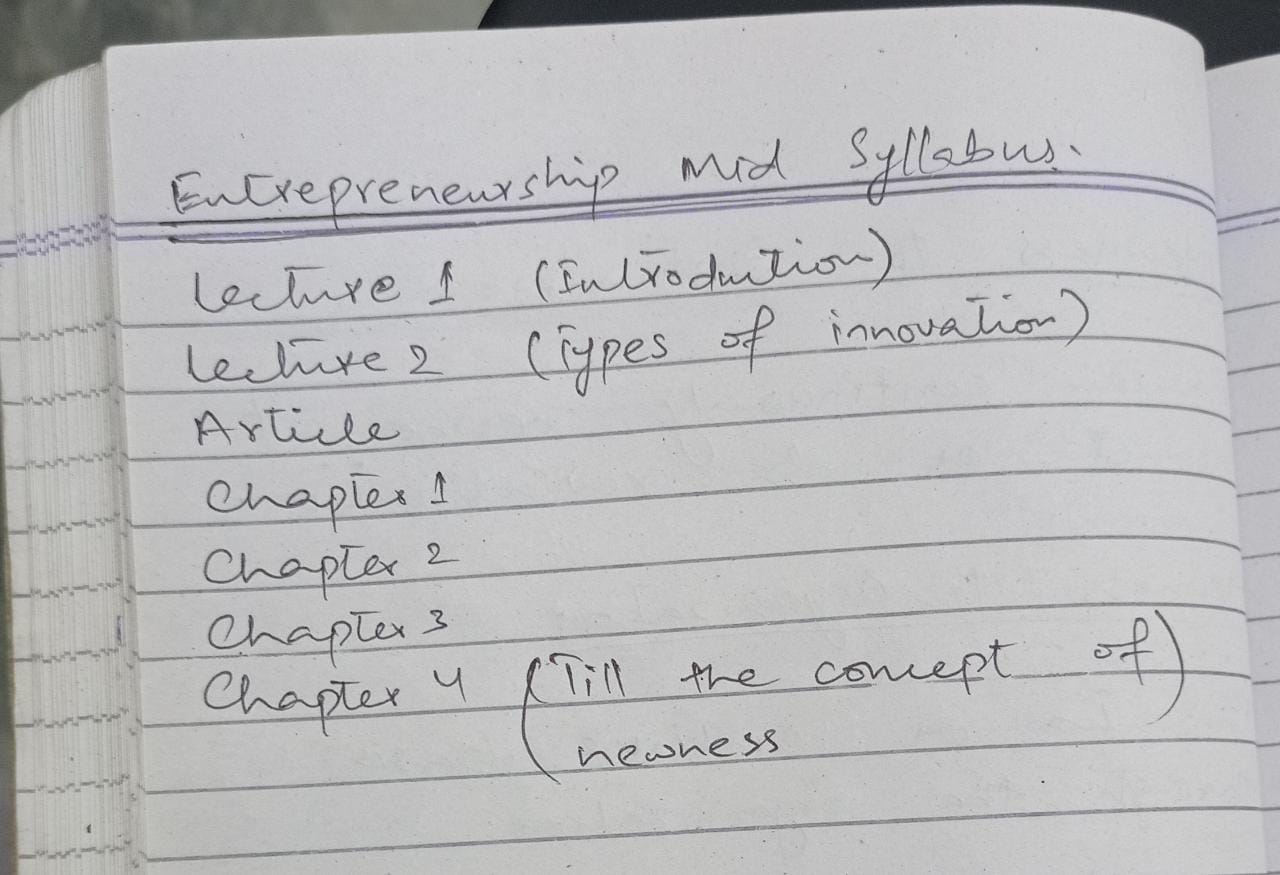 Entrepreneurship Mid Syllabus.
Lecture 1 (Introduction)
Lecture 2 (Types of innovation)
Article
Chapter 1
Chapter 2
Chapter 3
Chapter 4 (Till the concept of
newness)